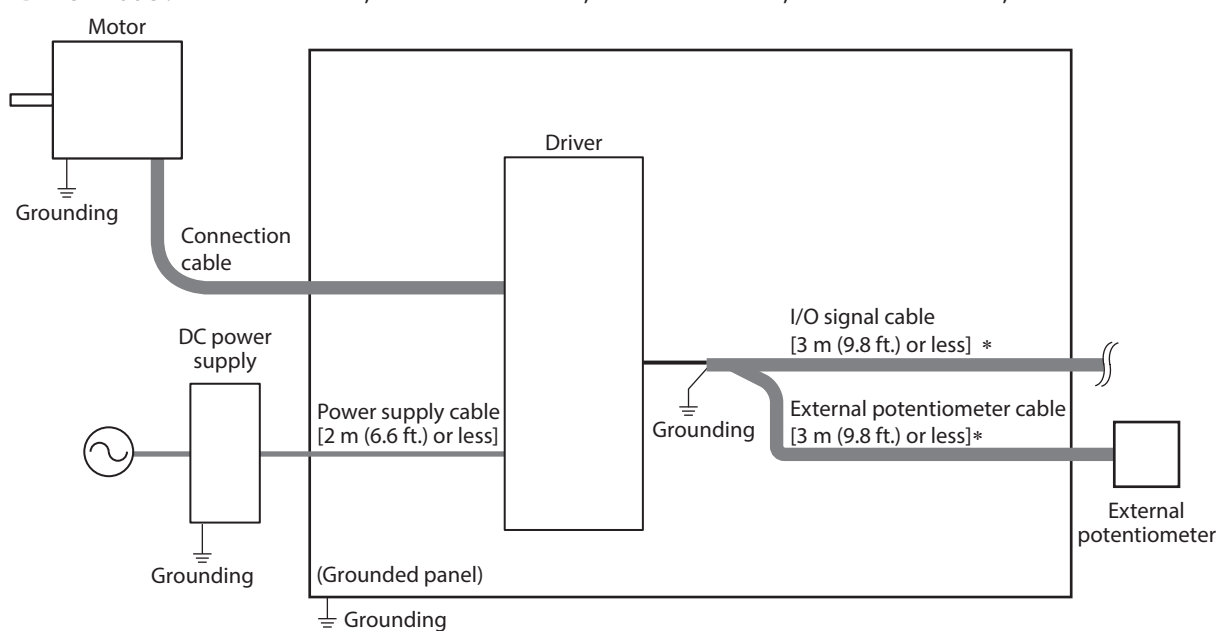 Motor
Driver
Grounding
Connection
cable
DC power
supply
I/O signal cable
[3 m (9.8 ft.) or less] *
Power supply cable
[2 m (6.6 ft.) or less]
Grounding
External potentiometer cable
[3 m (9.8 ft.) or less]*
External
potentiometer
Grounding
(Grounded panel)
Grounding